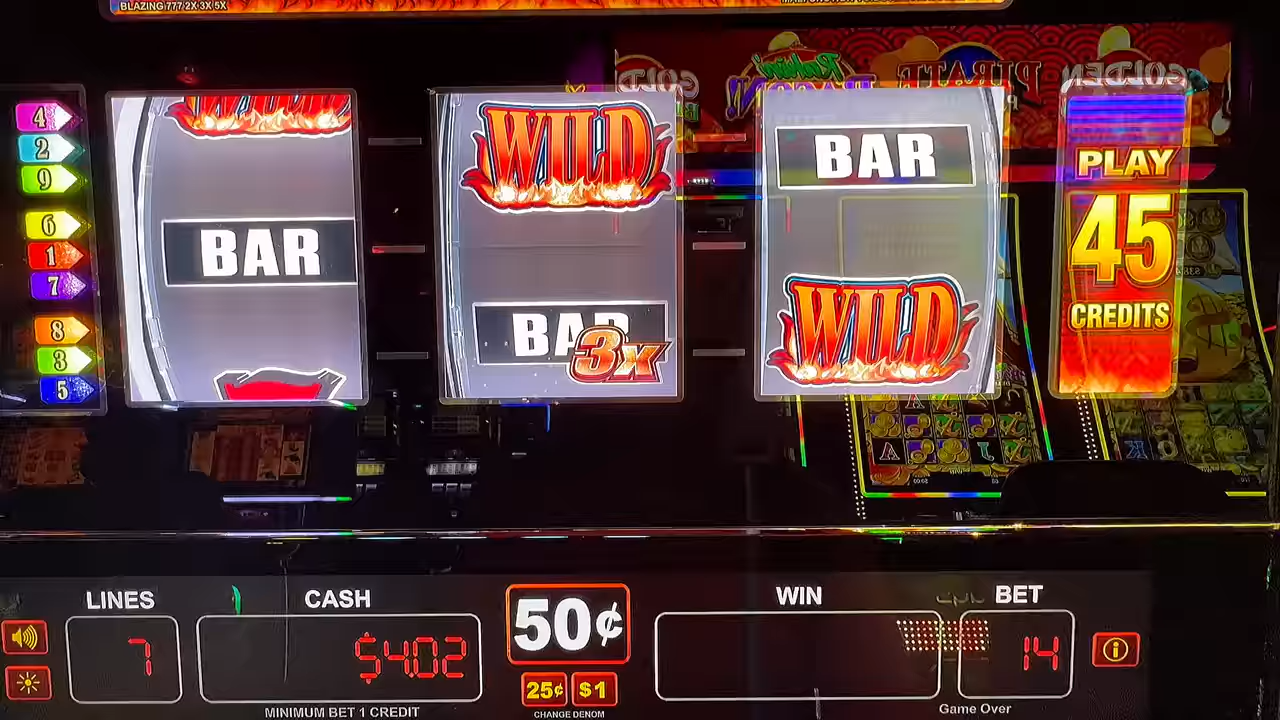 BLAZING 777 2X 3X 5X
4
2
9
6
1
7
8
3
5
WILD
BAR
WILD
BAR
3x
BAR
WILD
PLAY
45
CREDITS
LINES
7
CASH
$4.02
MINIMUM BET 1 CREDIT
50¢
25¢
$1
CHANGE DENOM
WIN
BET
14
Game Over